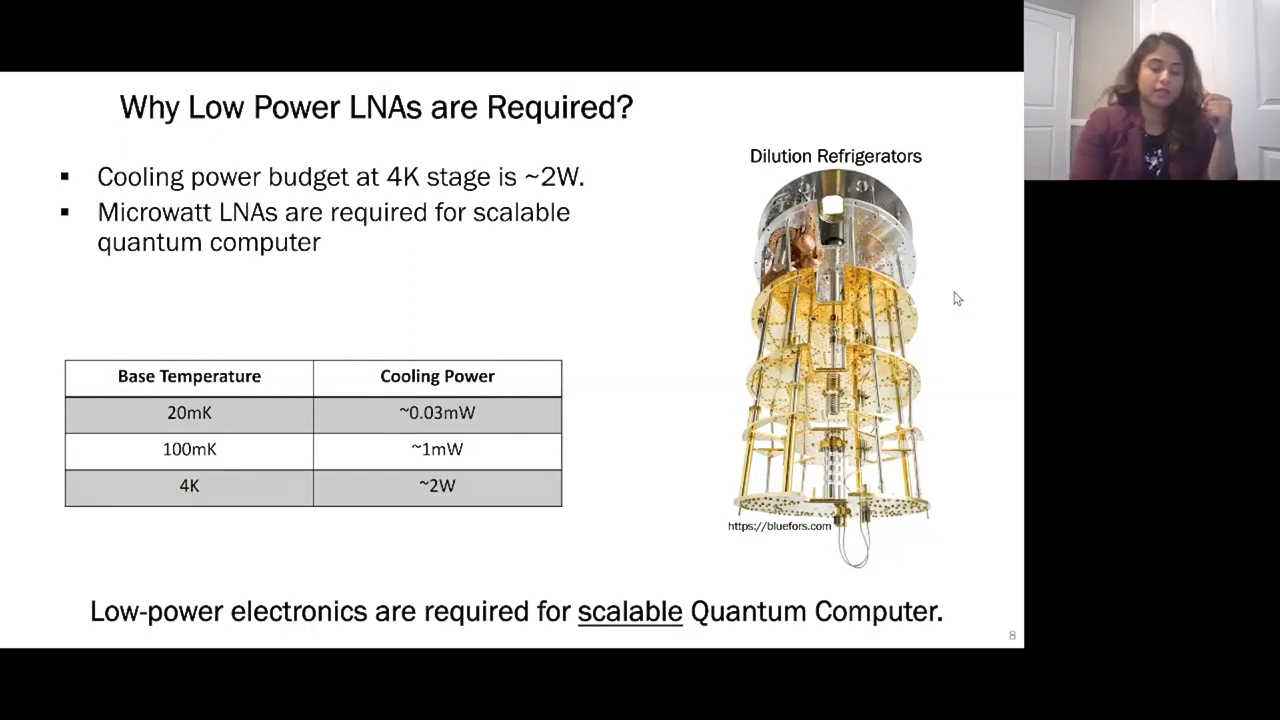 Why Low Power LNAs are Required?
▪ Cooling power budget at 4K stage is ~2W.
▪ Microwatt LNAs are required for scalable
quantum computer
Dilution Refrigerators
Base Temperature Cooling Power
20mK ~0.03mW
100mK ~1mW
4K ~2W
https://bluefors.com
Low-power electronics are required for scalable Quantum Computer.
8